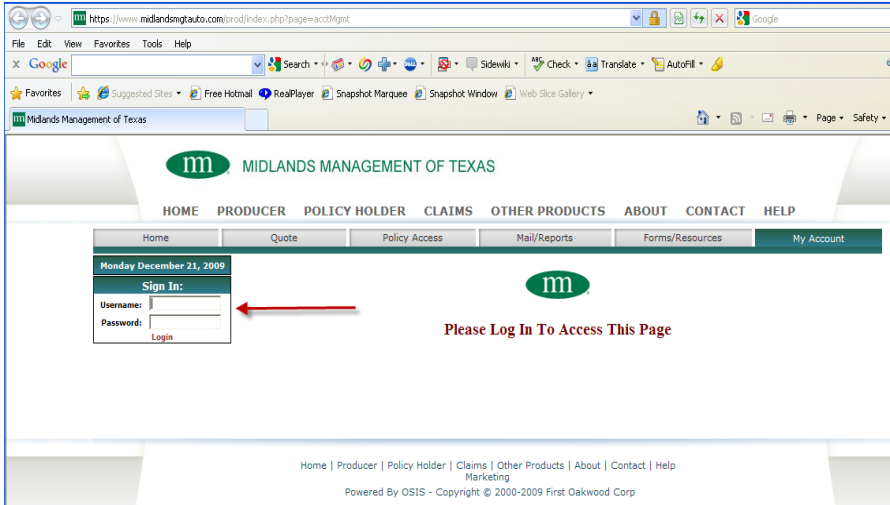 https://www.midlandsmgtauto.com/prod/index.php?page=acctMgmt
Google
File Edit View Favorites Tools Help
x Google Search Sidewiki ABC Check Translate AutoFill
Favorites Suggested Sites Free Hotmail RealPlayer Snapshot Marquee Snapshot Window Web Slice Gallery
m Midlands Management of Texas
Page Safety
m MIDLANDS MANAGEMENT OF TEXAS
HOME PRODUCER POLICY HOLDER CLAIMS OTHER PRODUCTS ABOUT CONTACT HELP
Home Quote Policy Access Mail/Reports Forms/Resources My Account
Monday December 21, 2009
Sign In:
Username:
Password:
Login
m
Please Log In To Access This Page
Home | Producer | Policy Holder | Claims | Other Products | About | Contact | Help
Marketing
Powered By OSIS - Copyright © 2000-2009 First Oakwood Corp